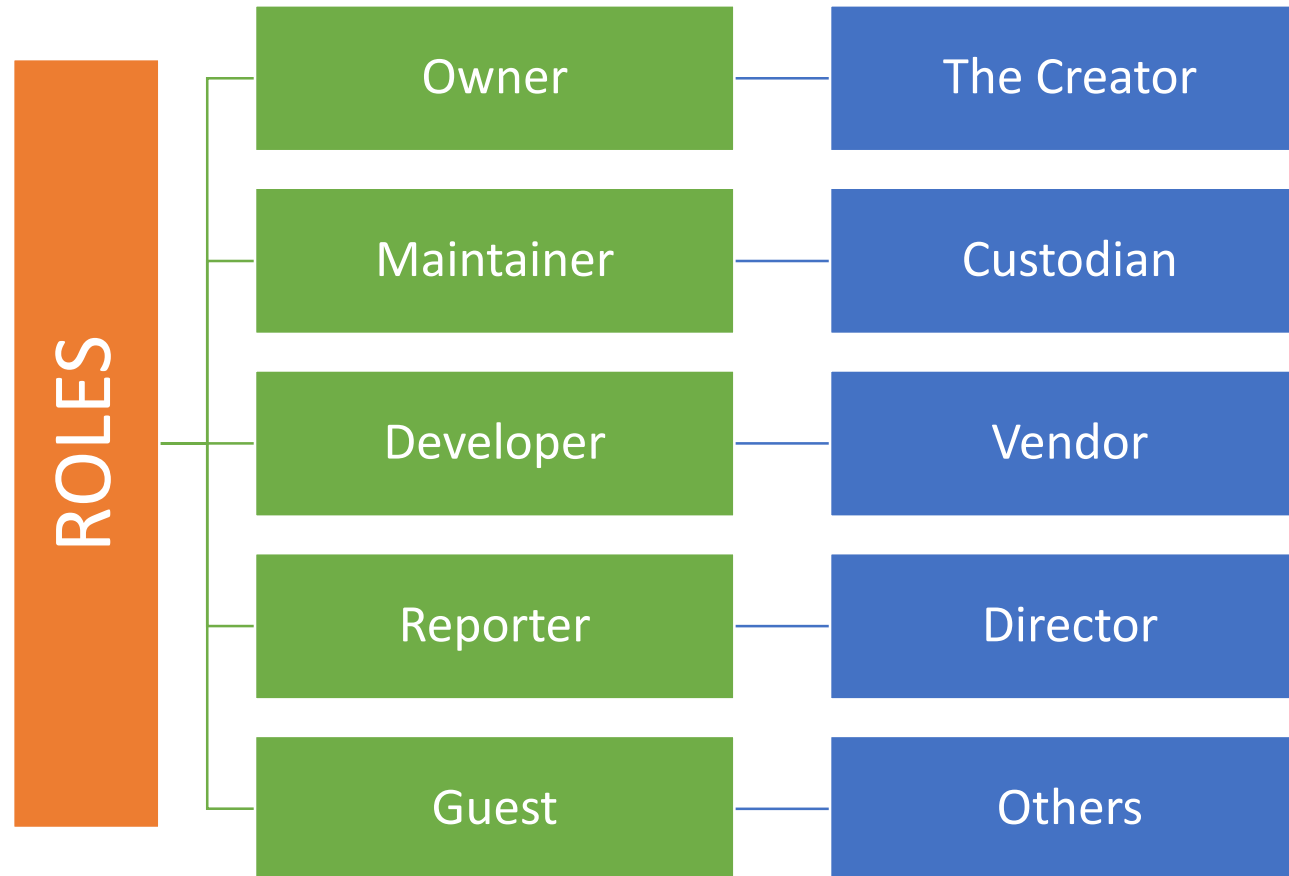 ROLES
Owner
The Creator
Maintainer
Custodian
Developer
Vendor
Reporter
Director
Guest
Others